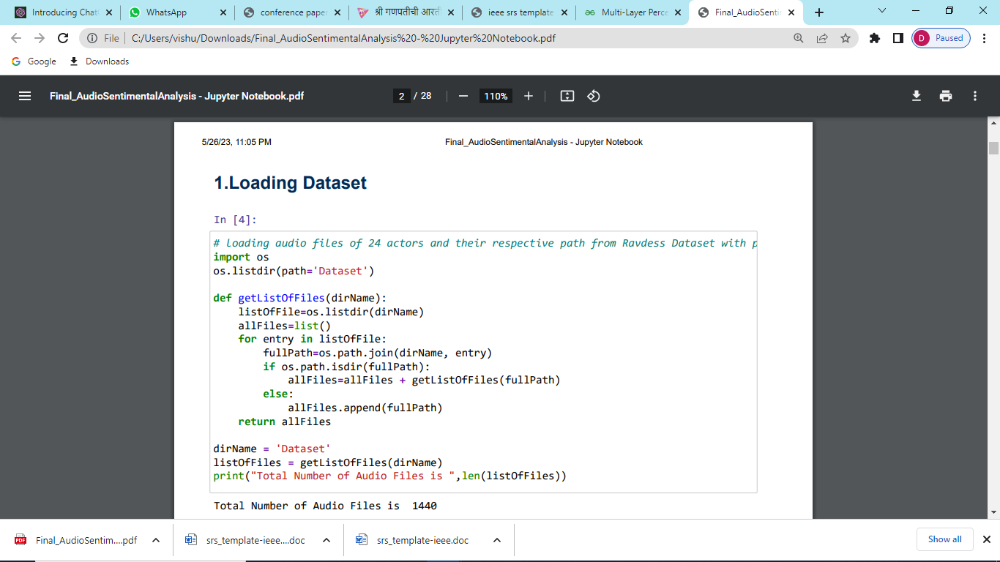 Introducing Chat
WhatsApp
conference paper
श्री गणपतीची आरती
ieee srs template
Multi-Layer Perce
Final_AudioSentin
File
C:/Users/vishu/Downloads/Final_AudioSentimentalAnalysis%20-%20Jupyter%20Notebook.pdf
D Paused
Google
Downloads
Final_AudioSentimentalAnalysis - Jupyter Notebook.pdf
2 / 28
110%
5/26/23, 11:05 PM
Final_AudioSentimentalAnalysis - Jupyter Notebook
1.Loading Dataset
In [4]:
# Loading audio files of 24 actors and their respective path from Ravdess Dataset with p
import os
os.listdir(path='Dataset')
def getListOfFiles(dirName):
    listOfFile=os.listdir(dirName)
    allFiles=list()
    for entry in listOfFile:
        fullPath=os.path.join(dirName, entry)
        if os.path.isdir(fullPath):
            allFiles=allFiles + getListOfFiles(fullPath)
        else:
            allFiles.append(fullPath)
    return allFiles
dirName = 'Dataset'
listOfFiles = getListOfFiles(dirName)
print("Total Number of Audio Files is ",len(listOfFiles))
Total Number of Audio Files is  1440
PDF
Final_AudioSentim....pdf
srs_template-ieee....doc
srs_template-ieee.doc
Show all